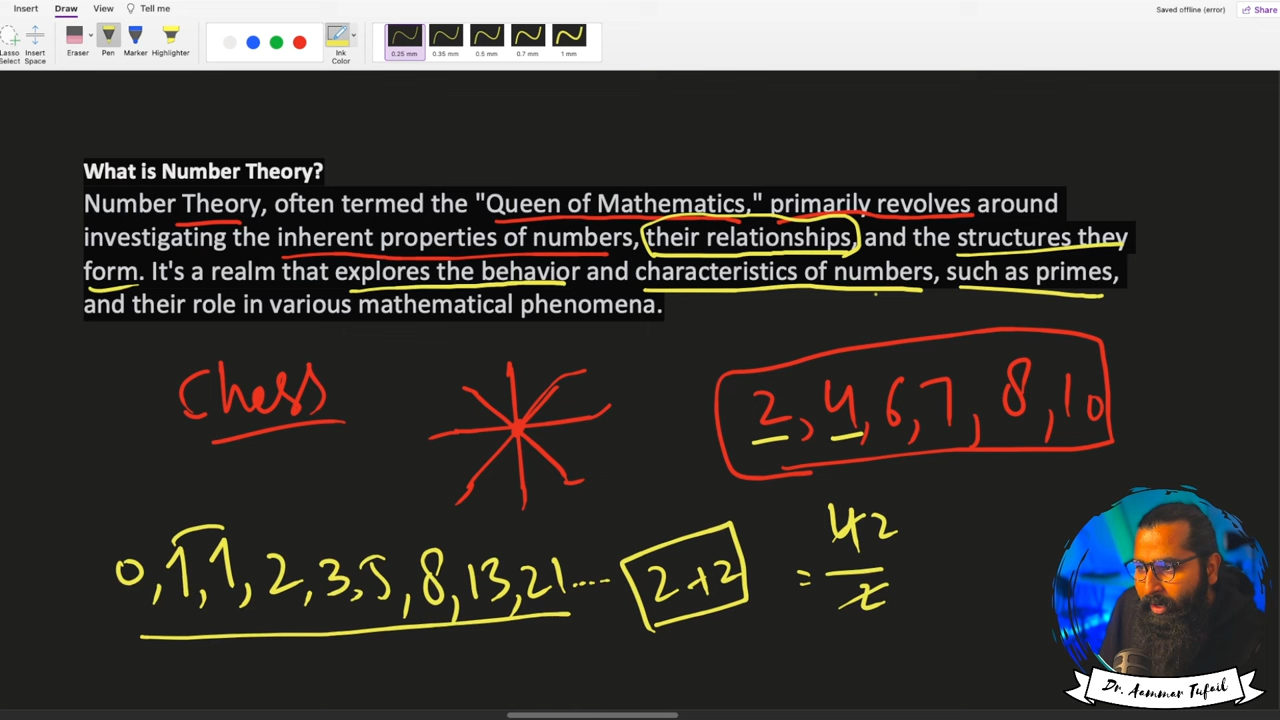 Insert Draw View Tell me Saved offline (error) Share
Lasso Select Insert Space Eraser Pen Marker Highlighter Ink Color 0.25 mm 0.35 mm 0.5 mm 0.7 mm 1 mm
What is Number Theory?
Number Theory, often termed the "Queen of Mathematics," primarily revolves around
investigating the inherent properties of numbers, their relationships, and the structures they
form. It's a realm that explores the behavior and characteristics of numbers, such as primes,
and their role in various mathematical phenomena.
Chess
2, 4, 6, 7, 8, 10
0, 1, 1, 2, 3, 5, 8, 13, 21.... 2+2 = 4 2
2
Dr. Aammar Tufail